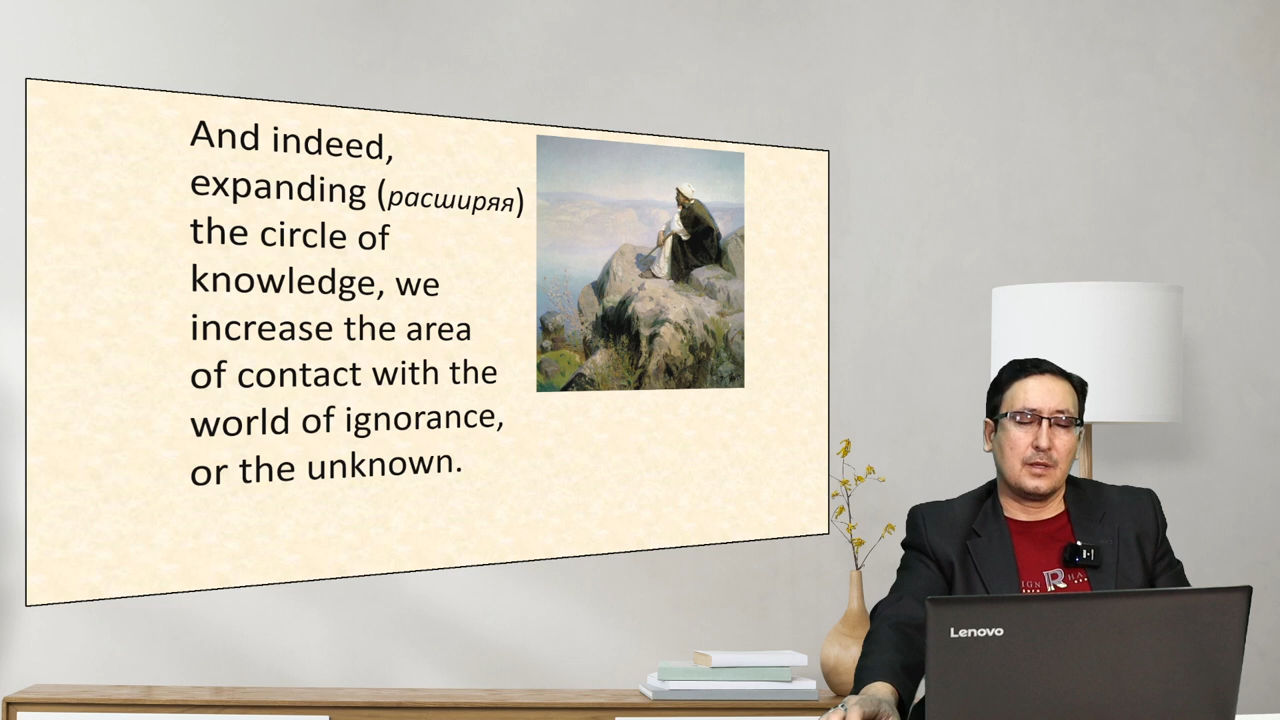 And indeed,
expanding (расширяя)
the circle of
knowledge, we
increase the area
of contact with the
world of ignorance,
or the unknown.
Lenovo